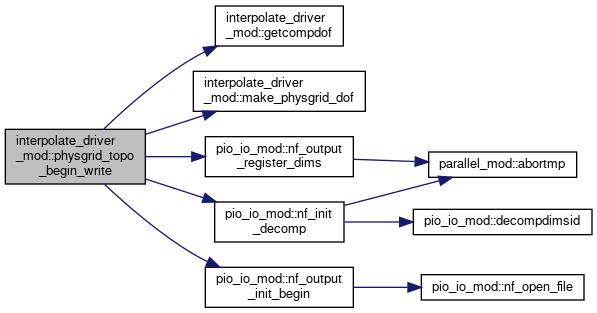 interpolate_driver
_mod::getcompdof
interpolate_driver
_mod::make_physgrid_dof
interpolate_driver
_mod::physgrid_topo
_begin_write
pio_io_mod::nf_output
_register_dims
parallel_mod::abortmp
pio_io_mod::nf_init
_decomp
pio_io_mod::decompdimsid
pio_io_mod::nf_output
_init_begin
pio_io_mod::nf_open_file